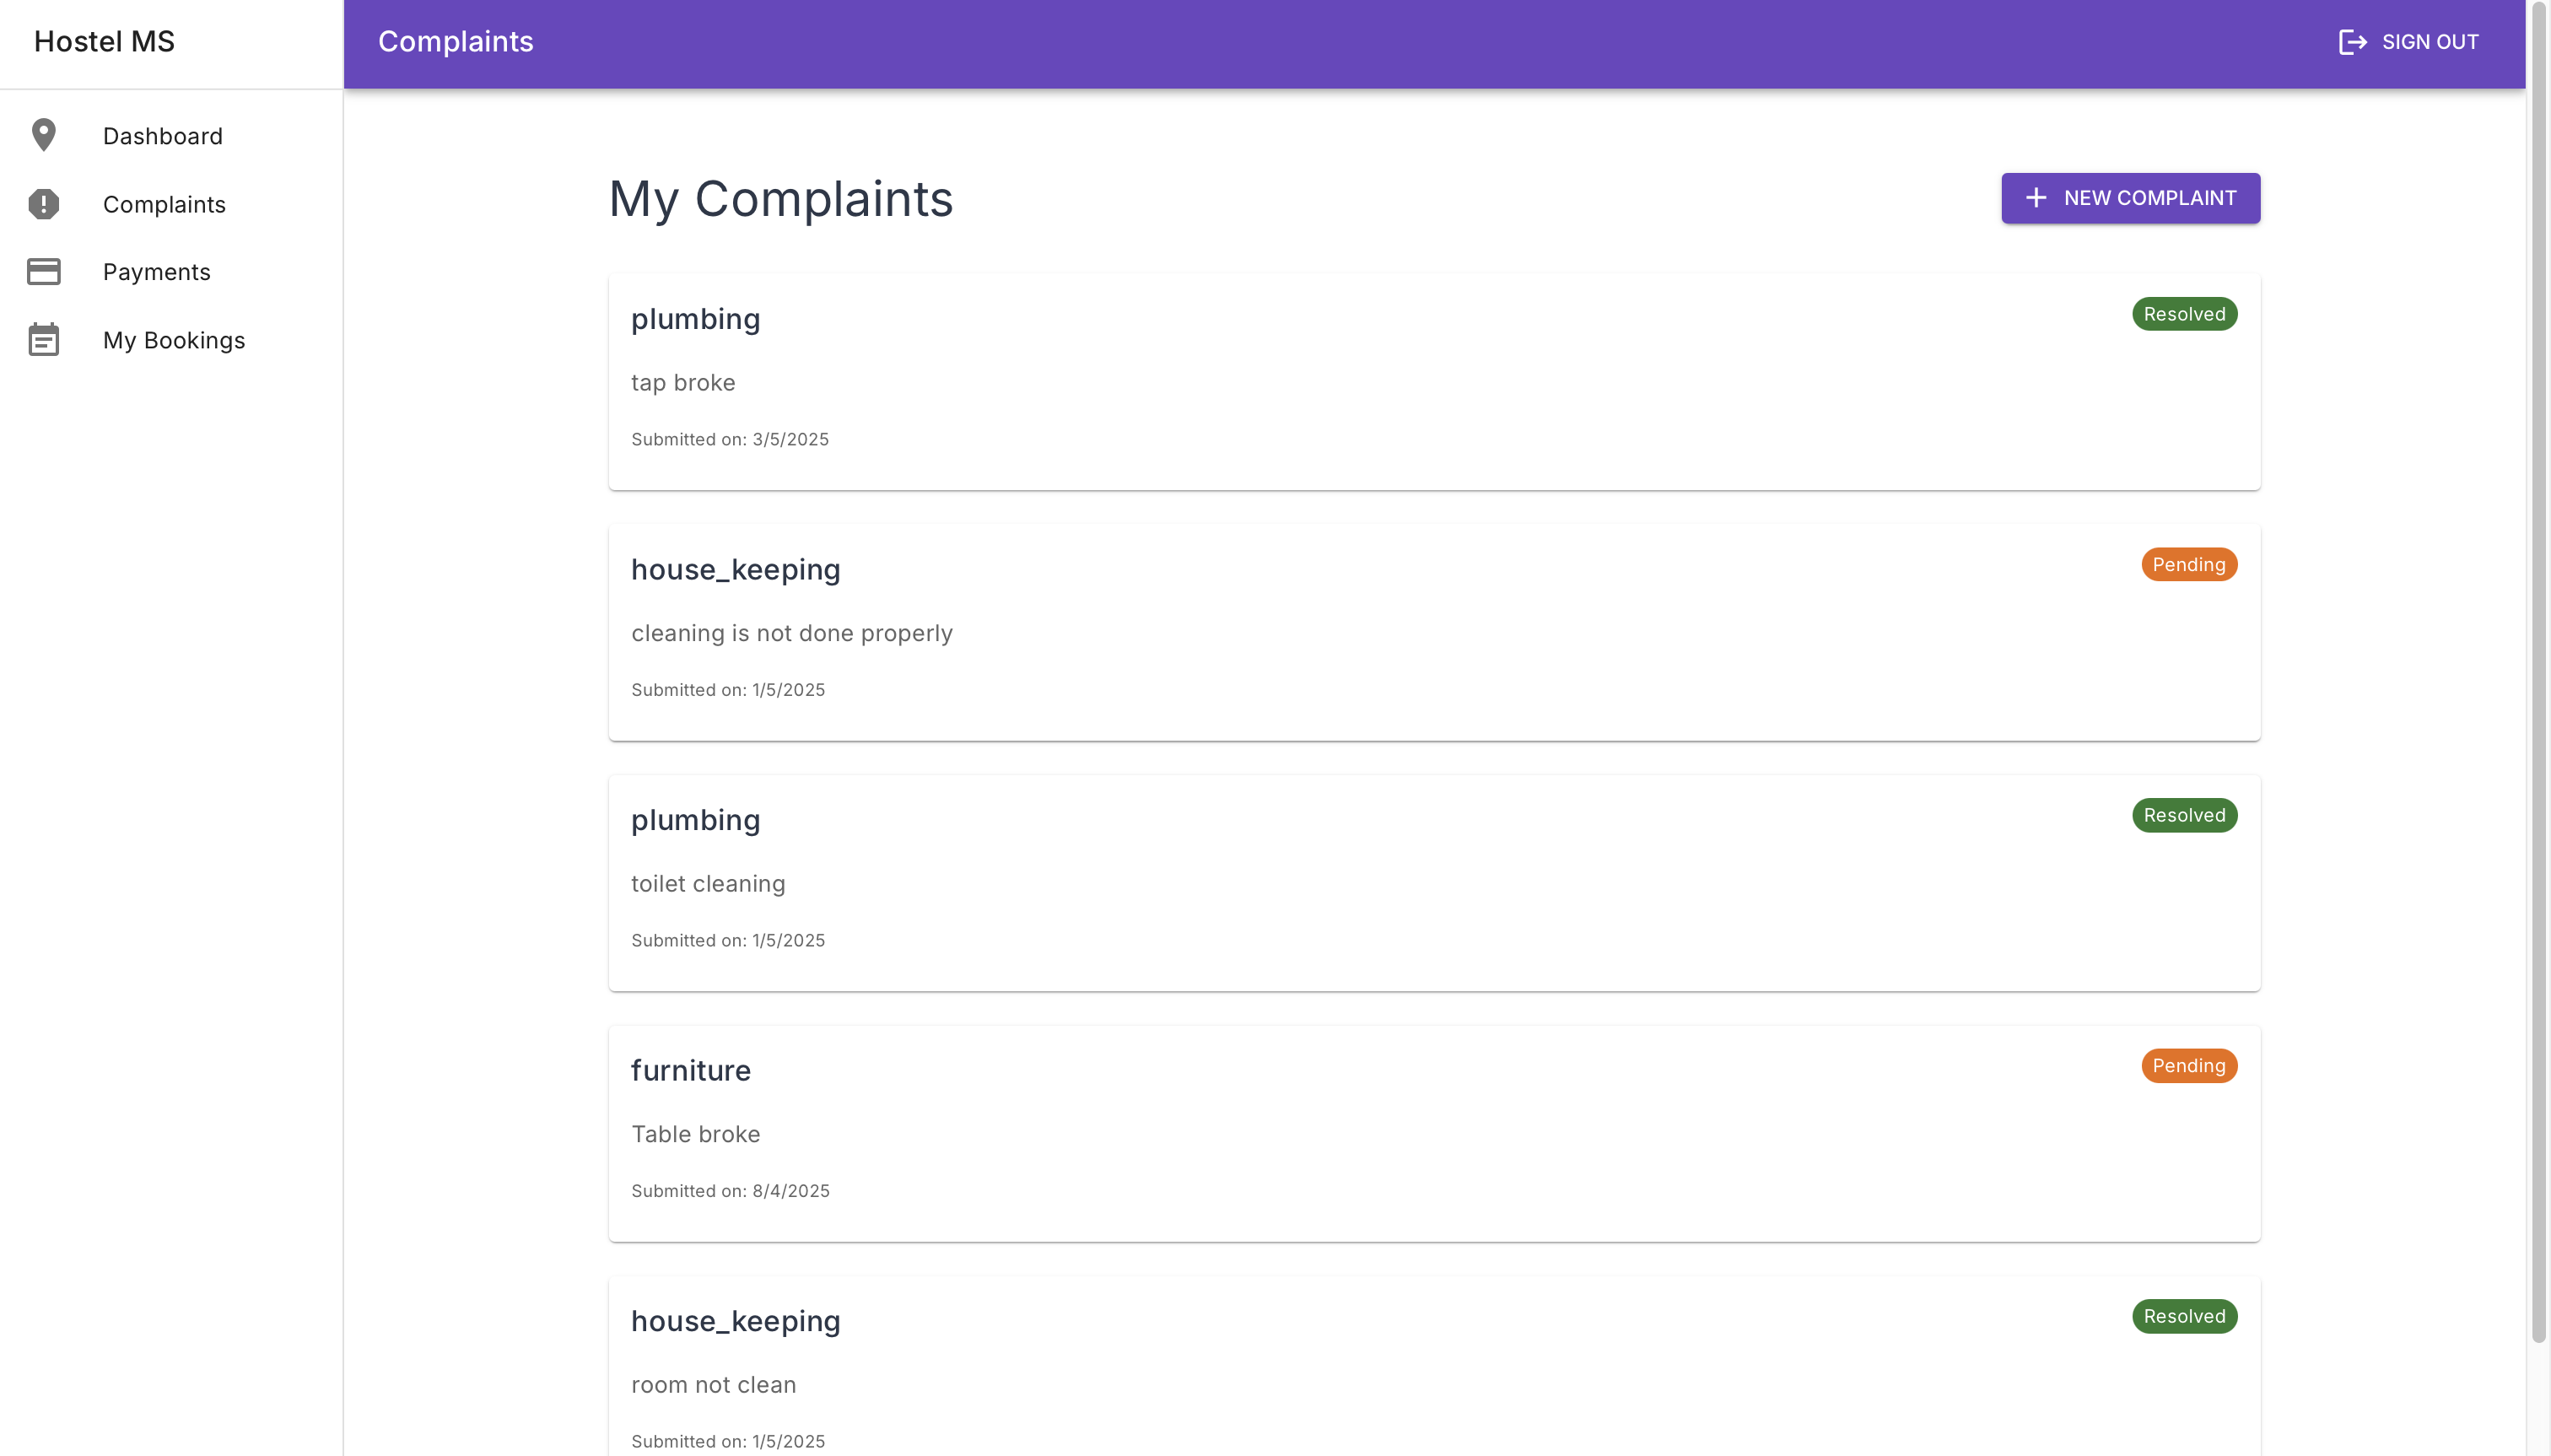 Hostel MS
Complaints
SIGN OUT
Dashboard
Complaints
Payments
My Bookings
My Complaints
NEW COMPLAINT
plumbing
Resolved
tap broke
Submitted on: 3/5/2025
house_keeping
Pending
cleaning is not done properly
Submitted on: 1/5/2025
plumbing
Resolved
toilet cleaning
Submitted on: 1/5/2025
furniture
Pending
Table broke
Submitted on: 8/4/2025
house_keeping
Resolved
room not clean
Submitted on: 1/5/2025